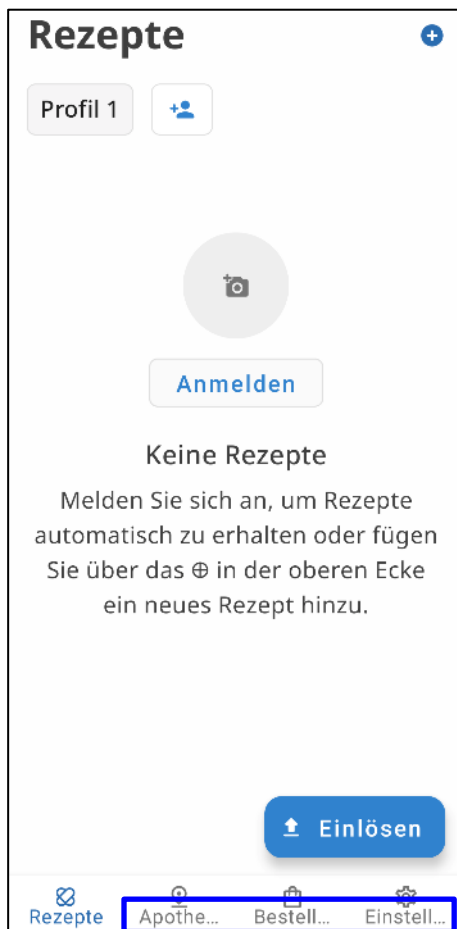 Rezepte
Profil 1
Anmelden
Keine Rezepte
Melden Sie sich an, um Rezepte
automatisch zu erhalten oder fügen
Sie über das ⊕ in der oberen Ecke
ein neues Rezept hinzu.
Einlösen
Rezepte Apothe... Bestell... Einstell...